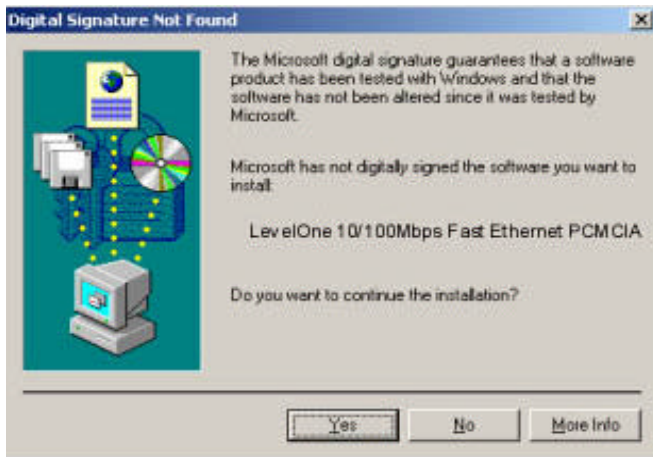 Digital Signature Not Found
The Microsoft digital signature guarantees that a software
product has been tested with Windows and that the
software has not been altered since it was tested by
Microsoft.
Microsoft has not digitally signed the software you want to
install:
LevelOne 10/100Mbps Fast Ethernet PCMCIA
Do you want to continue the installation?
Yes
No
More Info